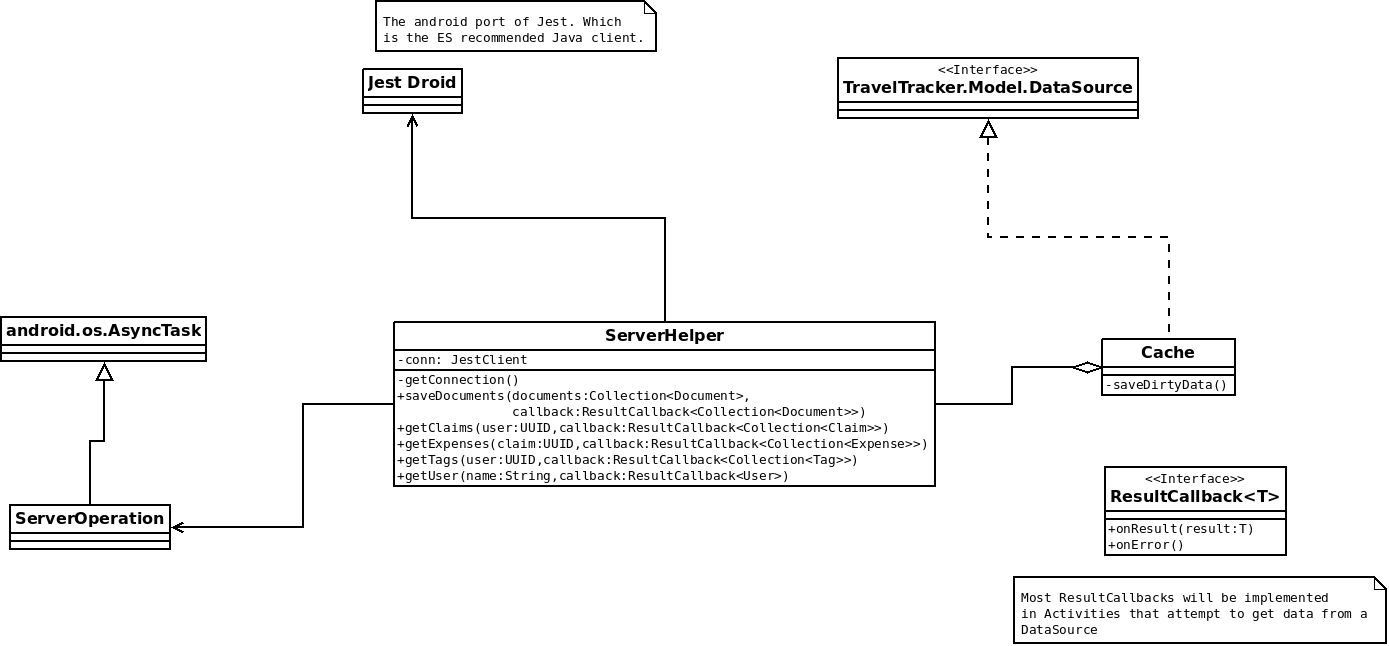 The android port of Jest. Which
is the ES recommended Java client.
Jest Droid
<<Interface>>
TravelTracker.Model.DataSource
android.os.AsyncTask
ServerHelper
-conn: JestClient
-getConnection()
+saveDocuments(documents:Collection<Document>,
callback:ResultCallback<Collection<Document>>)
+getClaims(user:UUID,callback:ResultCallback<Collection<Claim>>)
+getExpenses(claim:UUID,callback:ResultCallback<Collection<Expense>>)
+getTags(user:UUID,callback:ResultCallback<Collection<Tag>>)
+getUser(name:String,callback:ResultCallback<User>)
Cache
-saveDirtyData()
ServerOperation
<<Interface>>
ResultCallback<T>
+onResult(result:T)
+onError()
Most ResultCallbacks will be implemented
in Activities that attempt to get data from a
DataSource